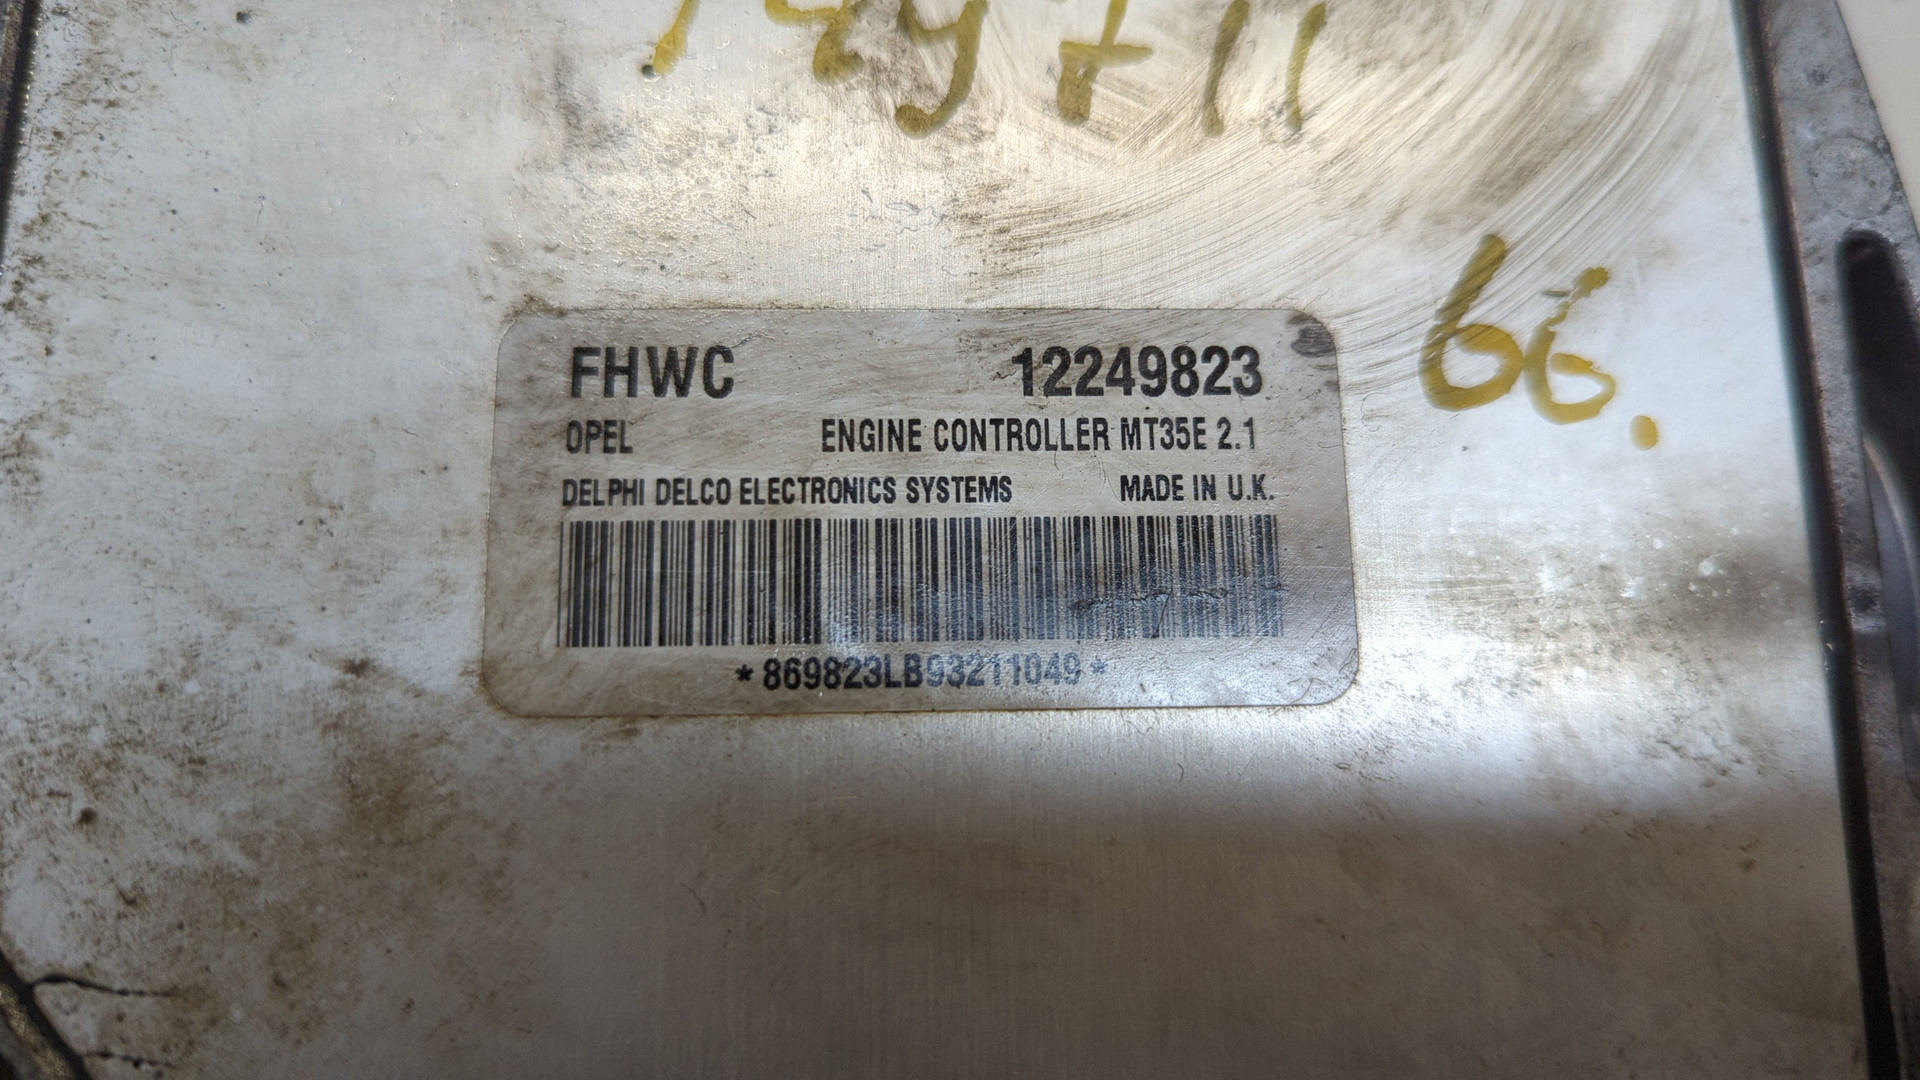 66.
FHWC 12249823
OPEL ENGINE CONTROLLER MT35E 2.1
DELPHI DELCO ELECTRONICS SYSTEMS MADE IN U.K.
*869823LB93211049*